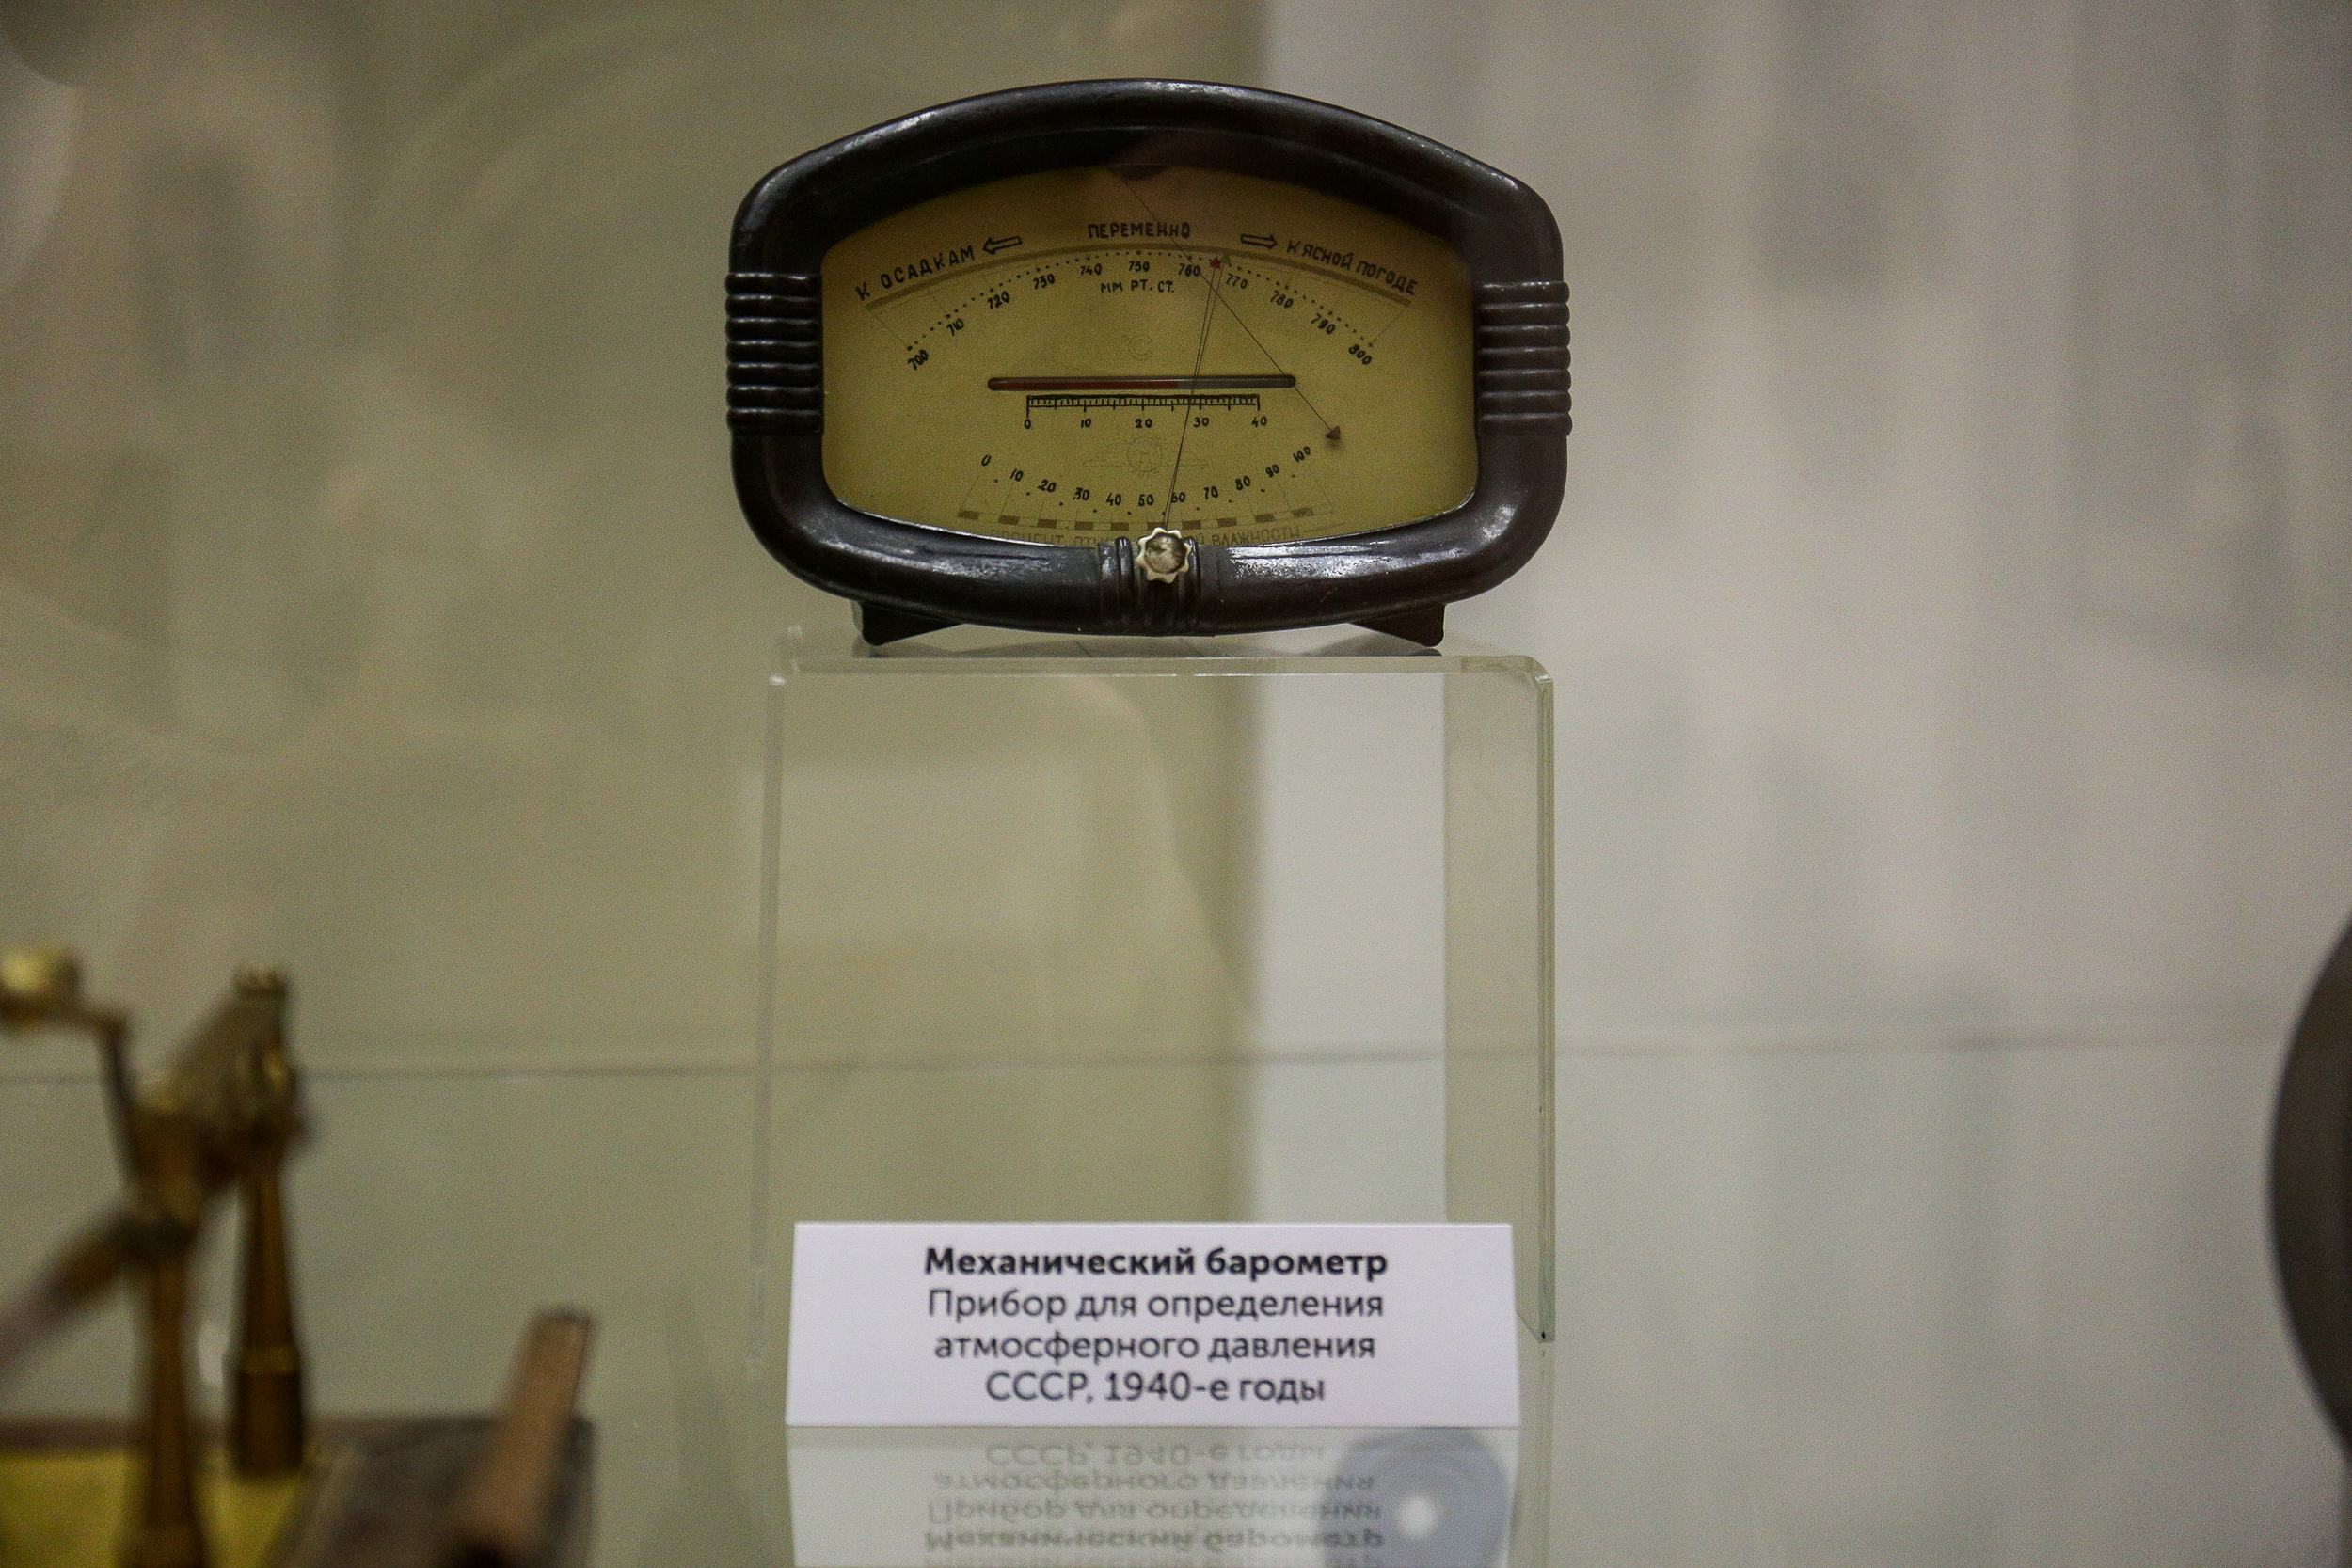 К ОСАДКАМ ПЕРЕМЕННО К ЯСНОЙ ПОГОДЕ
700 710 720 730 740 750 760 770 780 790 800
ММ РТ. СТ.
°C
0 10 20 30 40
0 10 20 30 40 50 60 70 80 90 100
ВЛАЖНОСТИ
Механический барометр
Прибор для определения
атмосферного давления
СССР, 1940-е годы